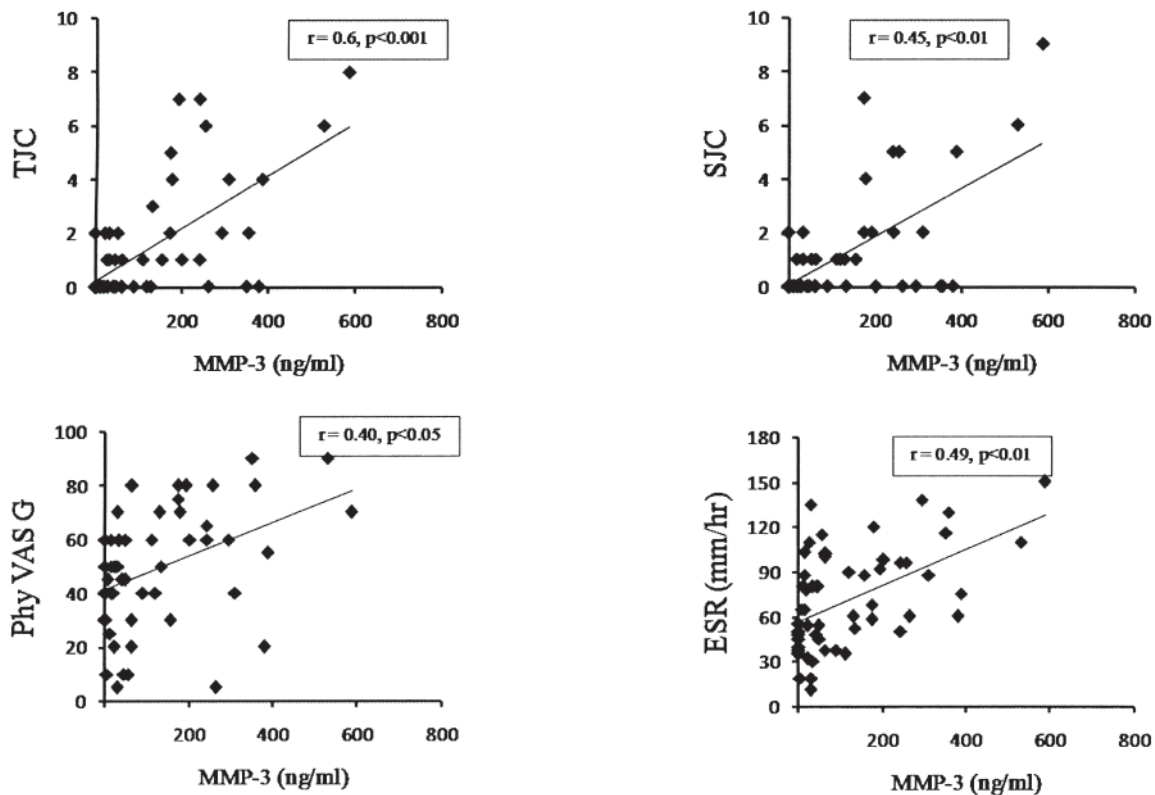 10
8
6
4
2
0
TJC
r= 0.6, p<0.001
200 400 600 800
MMP-3 (ng/ml)
10
8
6
4
2
0
SJC
r= 0.45, p<0.01
200 400 600 800
MMP-3 (ng/ml)
100
80
60
40
20
0
Phy VAS G
r= 0.40, p<0.05
200 400 600 800
MMP-3 (ng/ml)
180
150
120
90
60
30
0
ESR (mm/hr)
r= 0.49, p<0.01
200 400 600 800
MMP-3 (ng/ml)